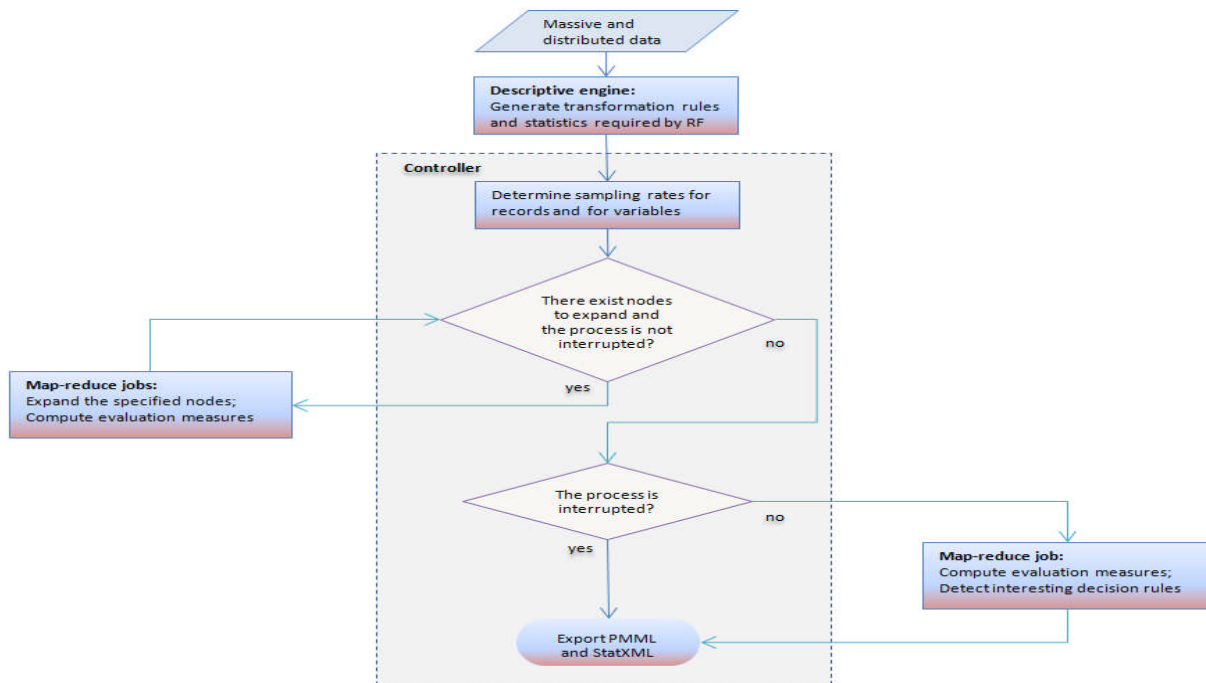 Massive and
distributed data
Descriptive engine:
Generate transformation rules
and statistics required by RF
Controller
Determine sampling rates for
records and for variables
There exist nodes
to expand and
the process is not
interrupted?
no
yes
Map-reduce jobs:
Expand the specified nodes;
Compute evaluation measures
The process is
interrupted?
no
yes
Map-reduce job:
Compute evaluation measures;
Detect interesting decision rules
Export PMML
and StatXML